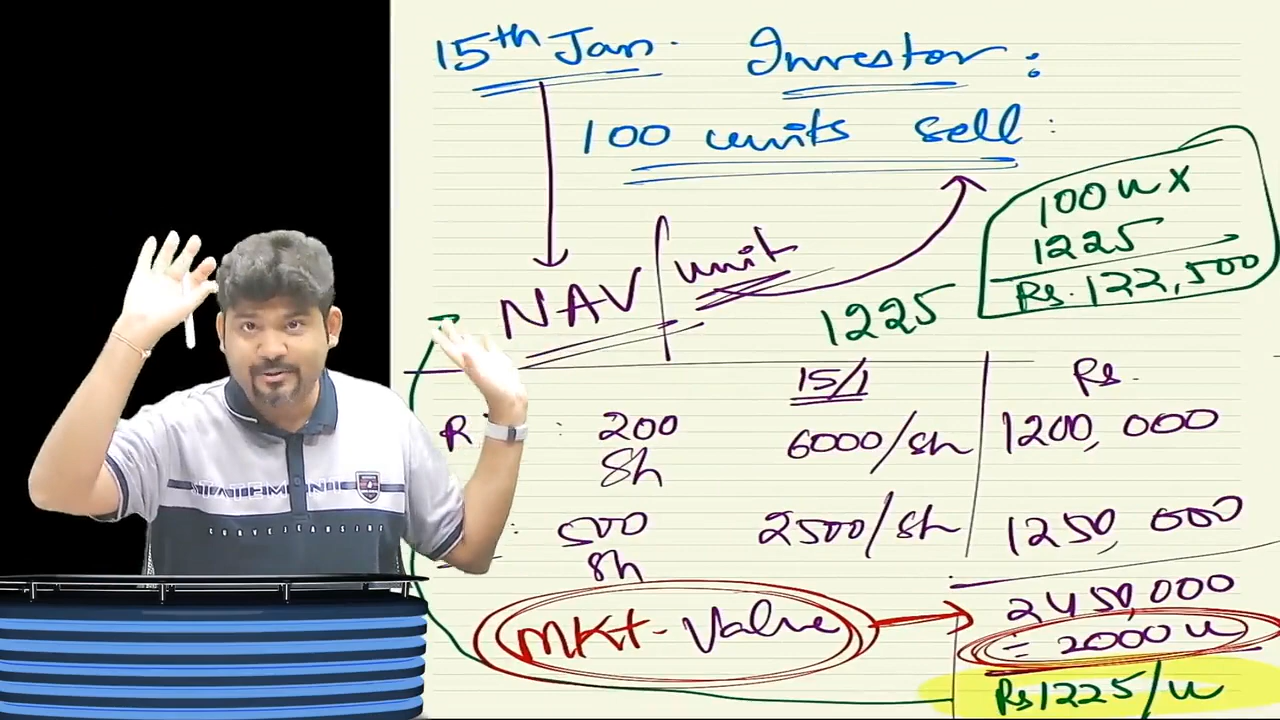 15th Jan. Investor :
100 units sell
100 u x
1225
Rs. 122,500
NAV / unit
1225
15/1 Rs.
R : 200 sh 6000/sh 1200,000
: 500 sh 2500/sh 1250,000
MKt - Value 2450,000
÷ 2000 u
Rs 1225/u
STATEMENT